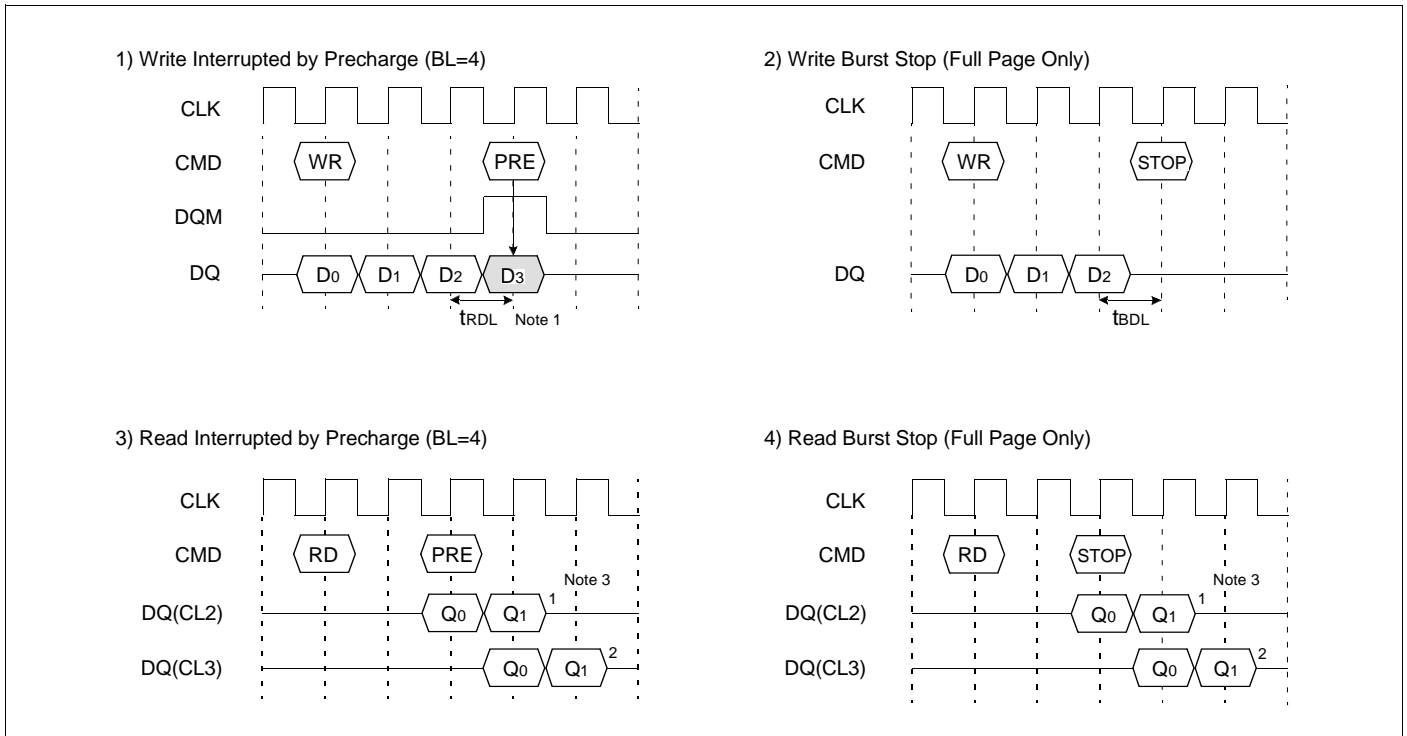 1) Write Interrupted by Precharge (BL=4)
CLK
CMD WR PRE
DQM
DQ D0 D1 D2 D3
tRDL Note 1
2) Write Burst Stop (Full Page Only)
CLK
CMD WR STOP
DQ D0 D1 D2
tBDL
3) Read Interrupted by Precharge (BL=4)
CLK
CMD RD PRE
Note 3
DQ(CL2) Q0 Q1 1
DQ(CL3) Q0 Q1 2
4) Read Burst Stop (Full Page Only)
CLK
CMD RD STOP
Note 3
DQ(CL2) Q0 Q1 1
DQ(CL3) Q0 Q1 2